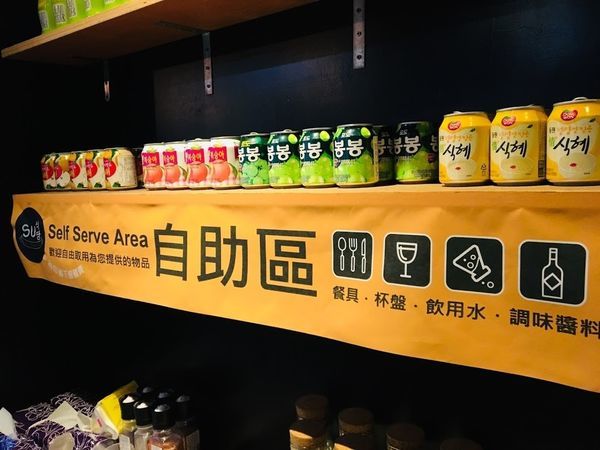 봉봉
봉봉
봉봉
봉봉
식혜
식혜
식혜
Self Serve Area
歡迎自由取用為您提供的物品
自助區
餐具 · 杯盤 · 飲用水 · 調味醬料